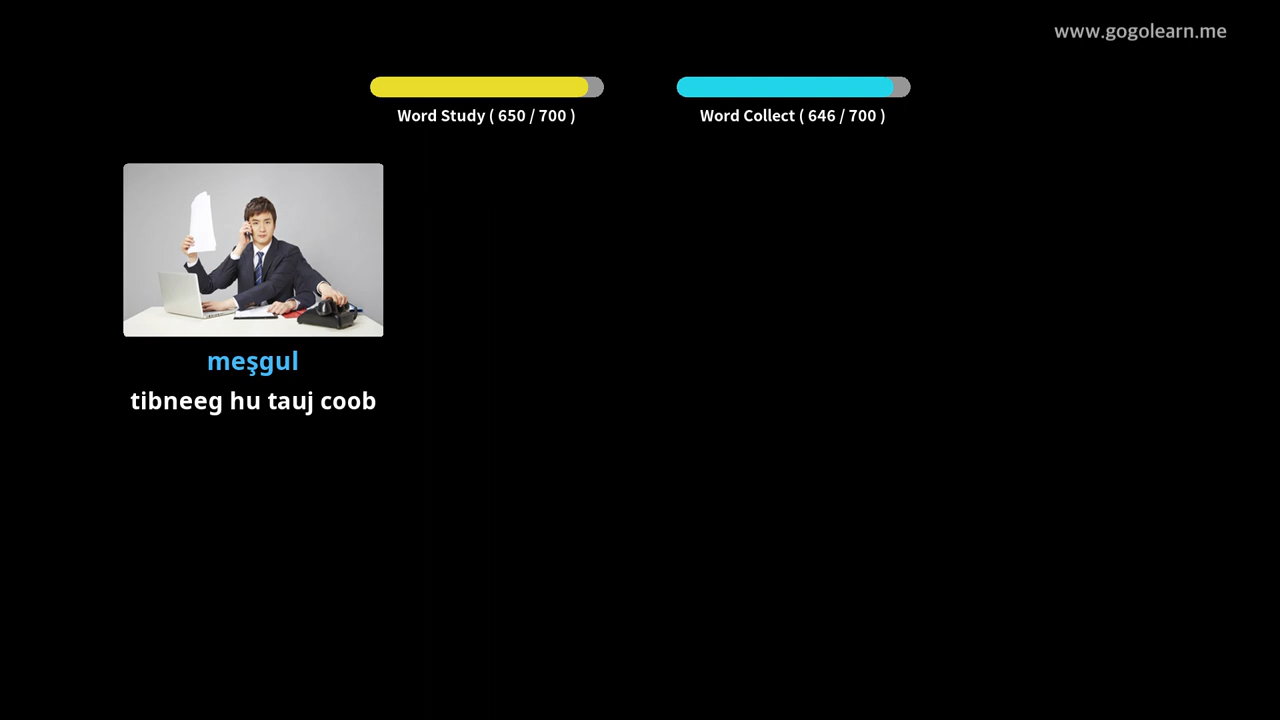 www.gogolearn.me
Word Study ( 650 / 700 )
Word Collect ( 646 / 700 )
meşgul
tibneeg hu tauj coob